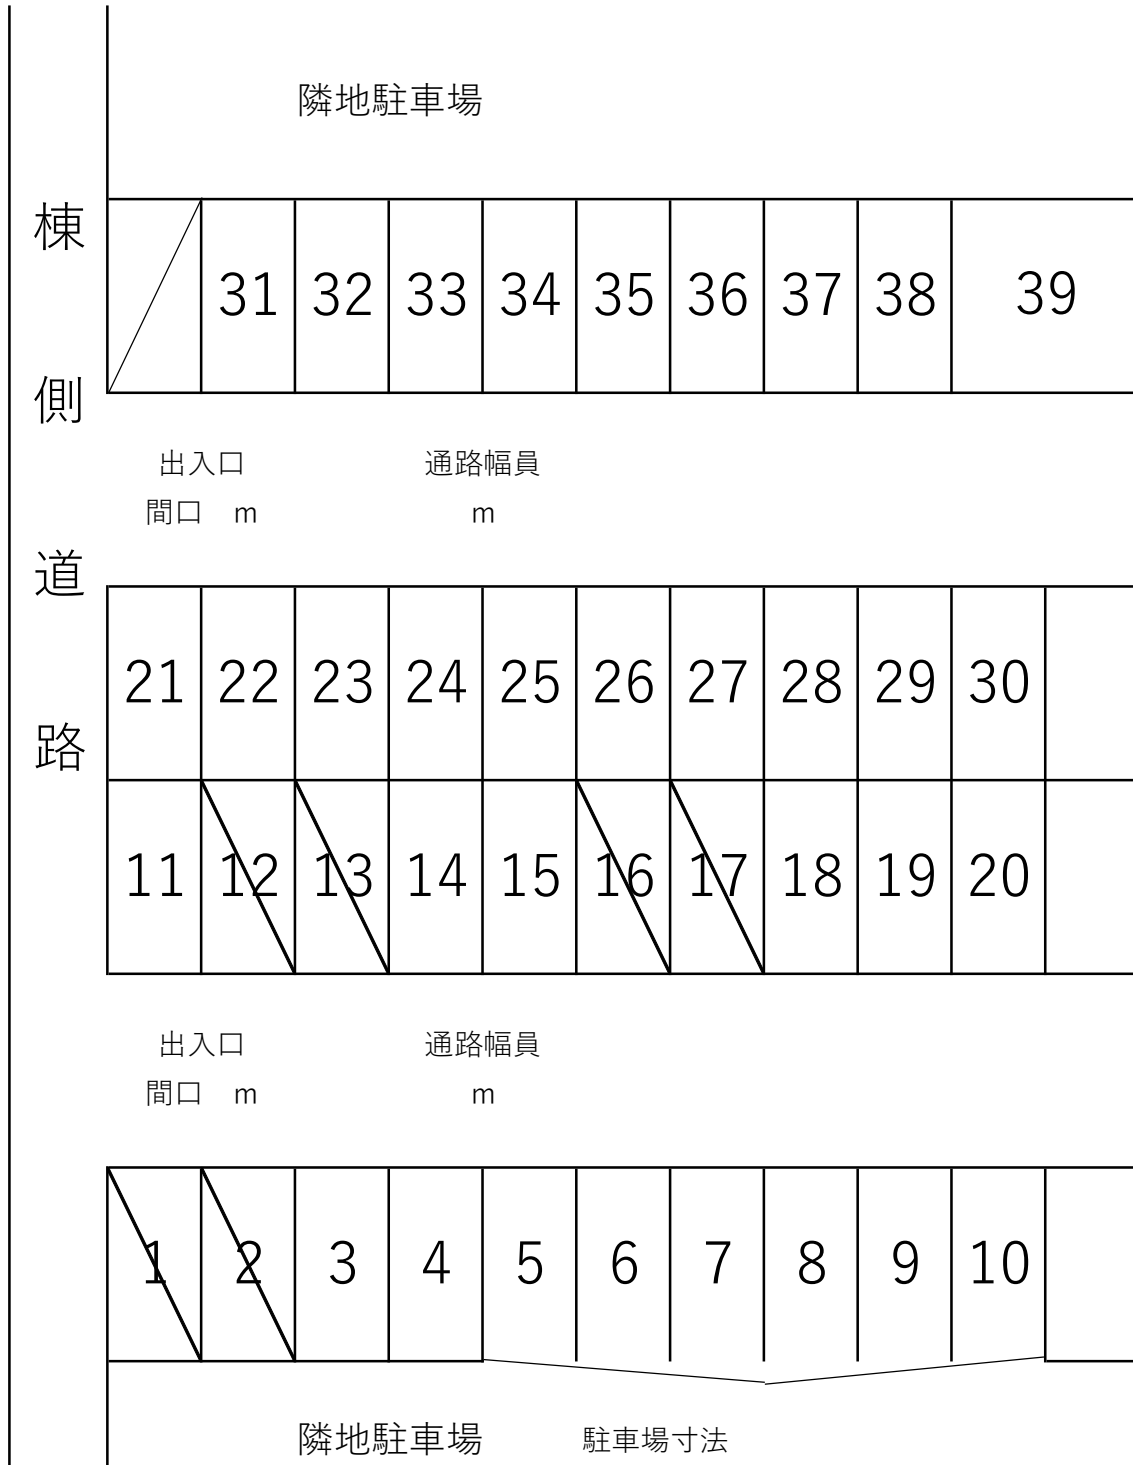 隣地駐車場
棟側道路
31 32 33 34 35 36 37 38 39
出入口 通路幅員
間口 m m
21 22 23 24 25 26 27 28 29 30
11 12 13 14 15 16 17 18 19 20
出入口 通路幅員
間口 m m
1 2 3 4 5 6 7 8 9 10
隣地駐車場 駐車場寸法